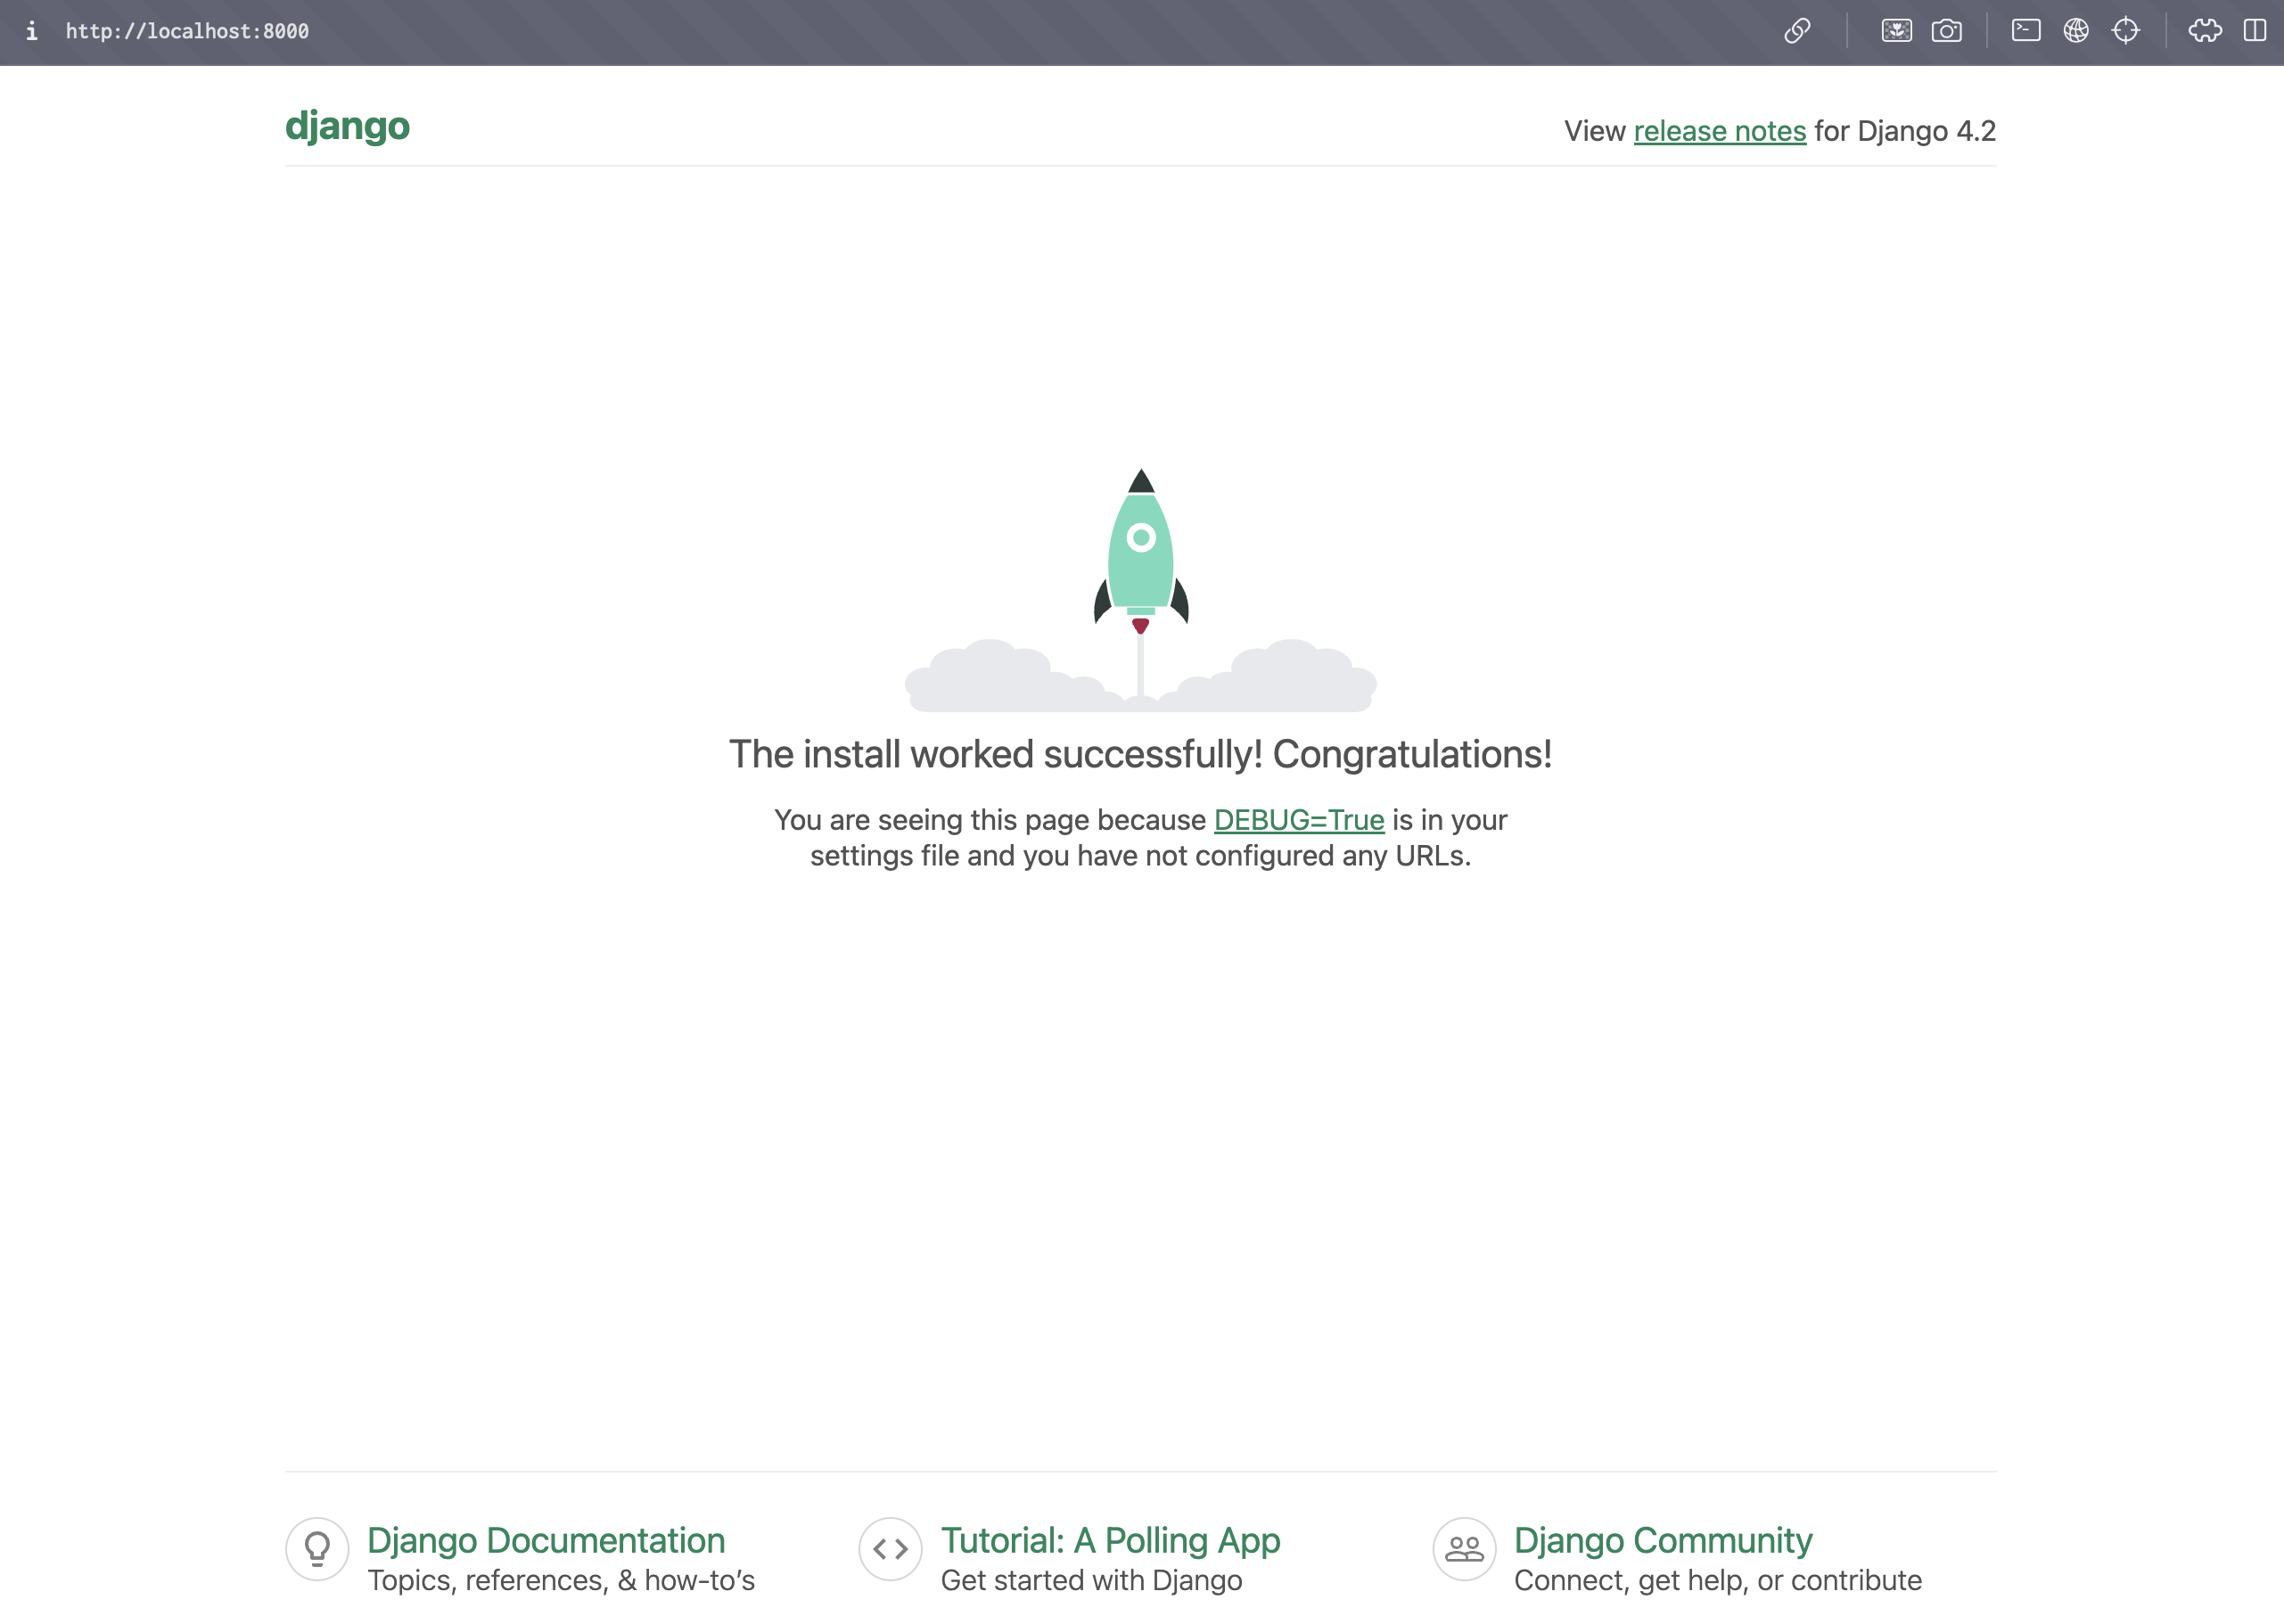 http://localhost:8000
django
View release notes for Django 4.2
The install worked successfully! Congratulations!
You are seeing this page because DEBUG=True is in your
settings file and you have not configured any URLs.
Django Documentation
Topics, references, & how-to’s
Tutorial: A Polling App
Get started with Django
Django Community
Connect, get help, or contribute